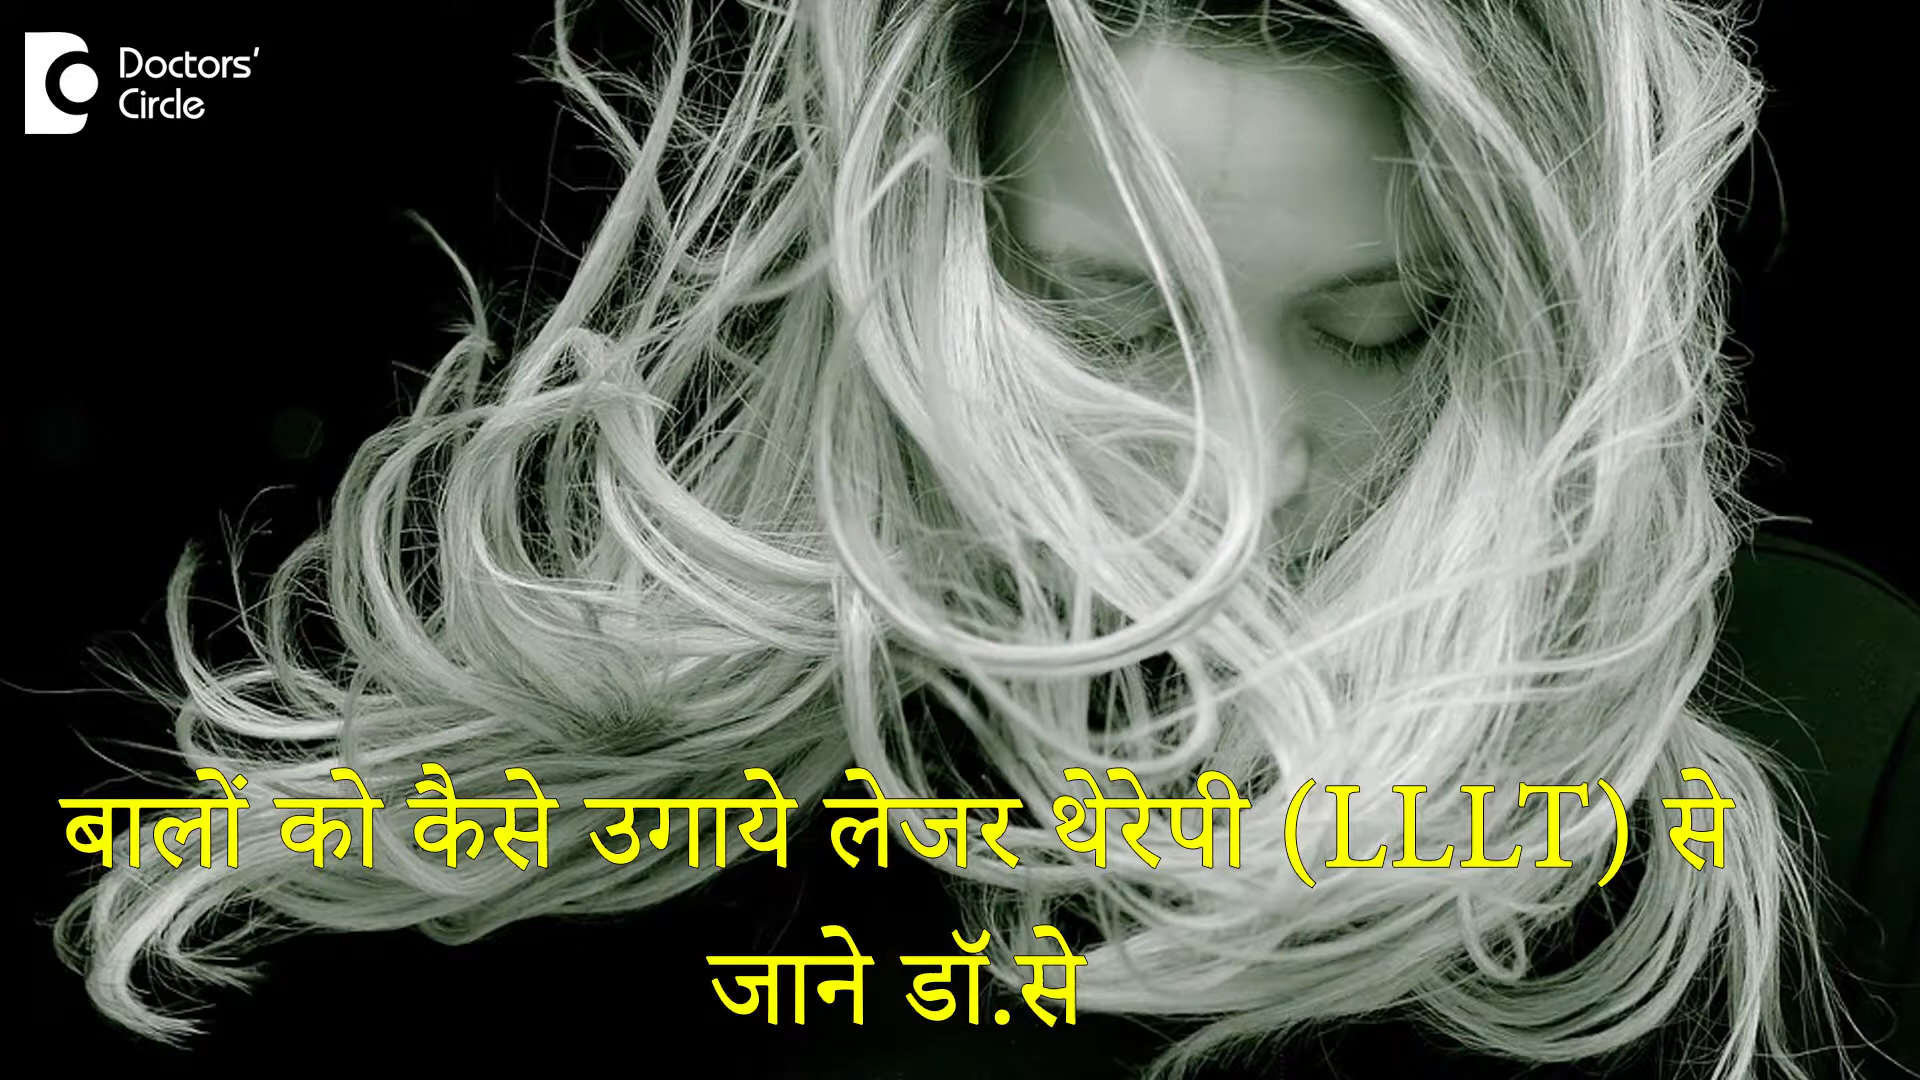 Doctors'
Circle
बालों को कैसे उगाये लेजर थेरेपी (LLLT) से
जाने डॉ.से